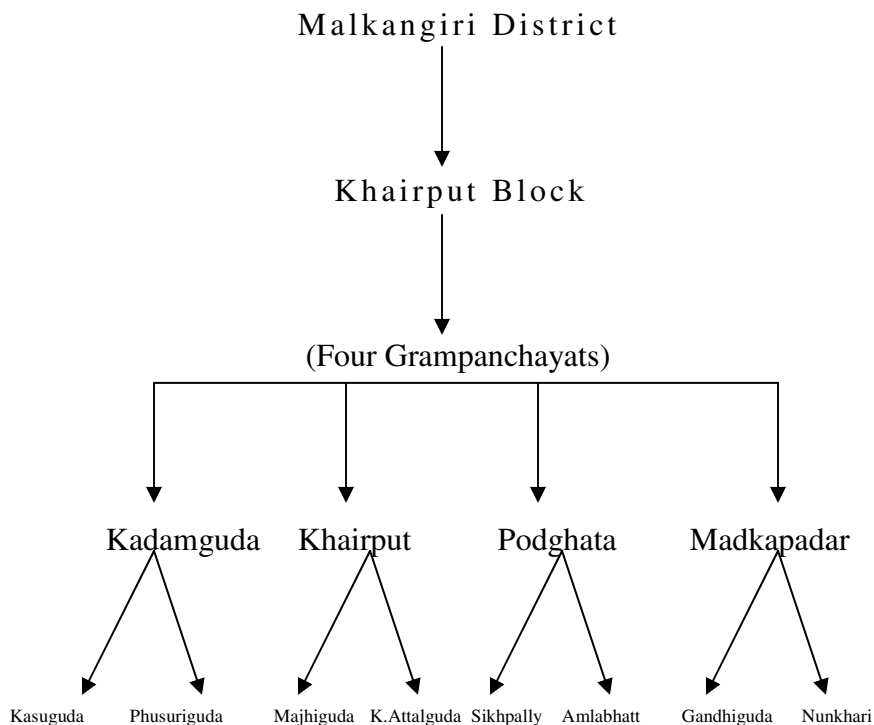 Malkangiri District
Khairput Block
(Four Grampanchayats)
Kadamguda Khairput Podghata Madkapadar
Kasuguda Phusuriguda Majhiguda K.Attalguda Sikhpally Amlabhatt Gandhiguda Nunkhari